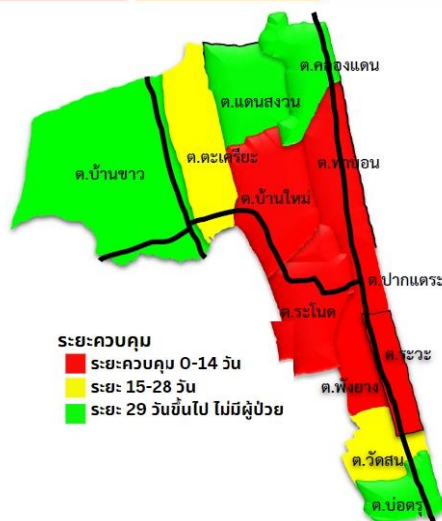 ต.คลองแดน
ต.แดนสงวน
ต.ตะเครียะ
ต.ท่าบอน
ต.บ้านขาว
ต.บ้านใหม่
ต.ปากแตระ
ต.ระโนด
ระยะควบคุม
ระยะควบคุม 0-14 วัน
ระยะ 15-28 วัน
ระยะ 29 วันขึ้นไป ไม่มีผู้ป่วย
ต.ระวะ
ต.พังยาง
ต.วัดสน
ต.บ่อตรุ